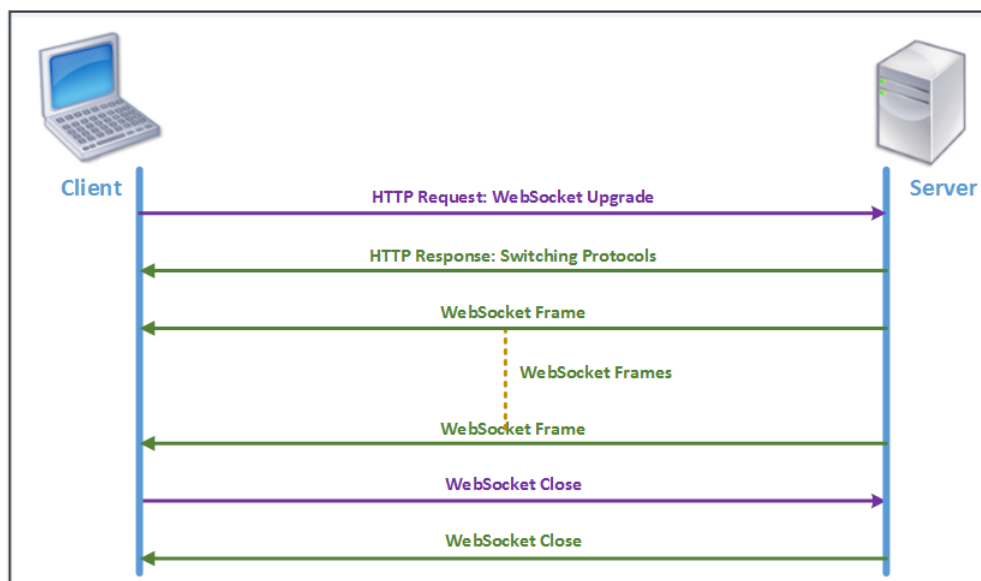 Client
Server
HTTP Request: WebSocket Upgrade
HTTP Response: Switching Protocols
WebSocket Frame
WebSocket Frames
WebSocket Frame
WebSocket Close
WebSocket Close